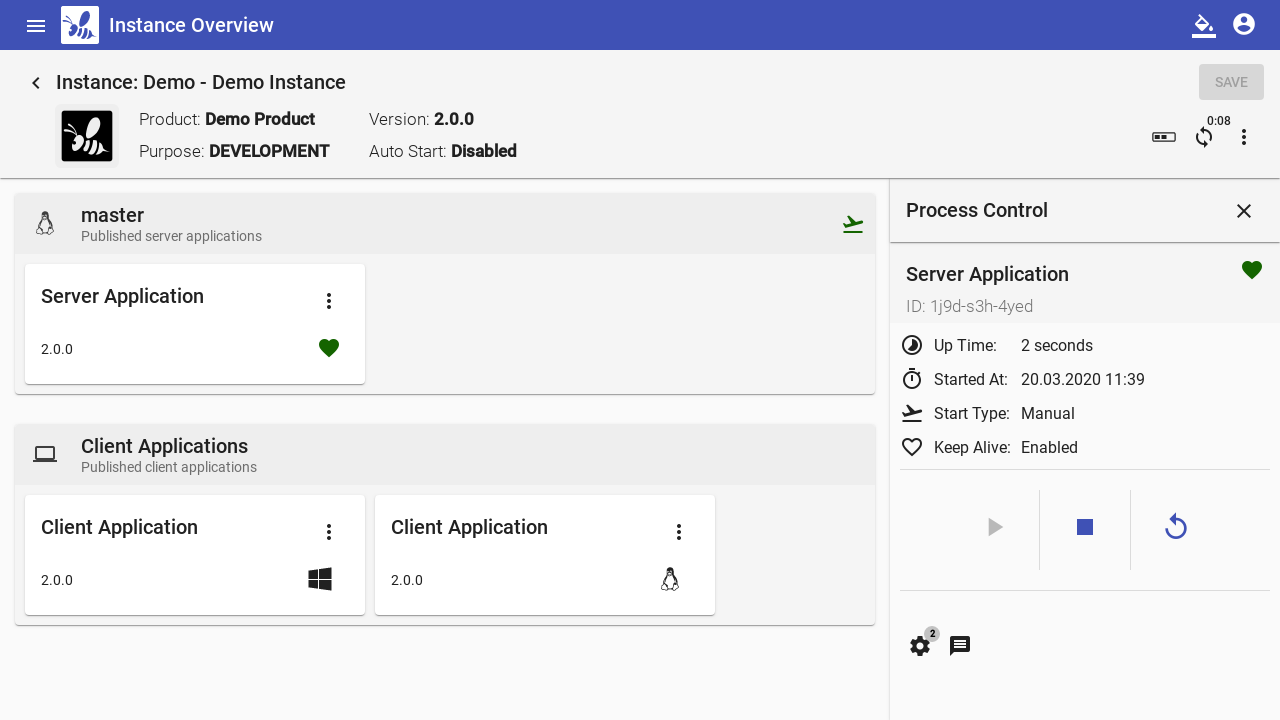 Instance Overview
Instance: Demo - Demo Instance
SAVE
Product: Demo Product
Version: 2.0.0
Purpose: DEVELOPMENT
Auto Start: Disabled
0:08
master
Published server applications
Server Application
2.0.0
Client Applications
Published client applications
Client Application
2.0.0
Client Application
2.0.0
Process Control
Server Application
ID: 1j9d-s3h-4yed
Up Time: 2 seconds
Started At: 20.03.2020 11:39
Start Type: Manual
Keep Alive: Enabled
2